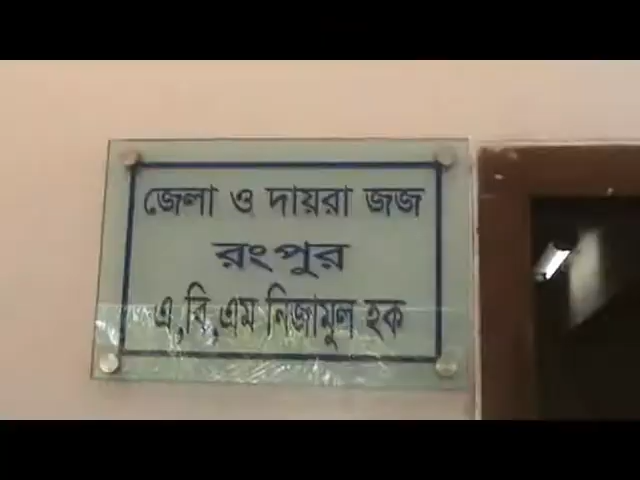 জেলা ও দায়রা জজ
রংপুর
এ,বি,এম নিজামুল হক